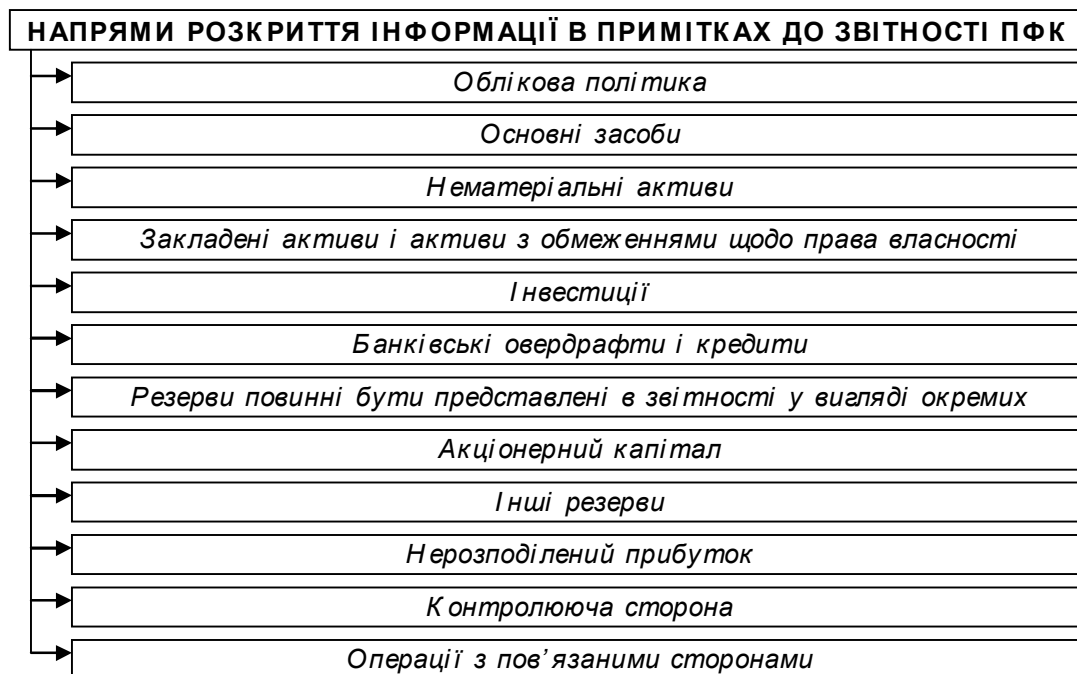 НАПРЯМИ РОЗКРИТТЯ ІНФОРМАЦІЇ В ПРИМІТКАХ ДО ЗВІТНОСТІ ПФК
Облікова політика
Основні засоби
Нематеріальні активи
Закладені активи і активи з обмеженнями щодо права власності
Інвестиції
Банківські овердрафти і кредити
Резерви повинні бути представлені в звітності у вигляді окремих
Акціонерний капітал
Інші резерви
Нерозподілений прибуток
Контролююча сторона
Операції з пов’язаними сторонами